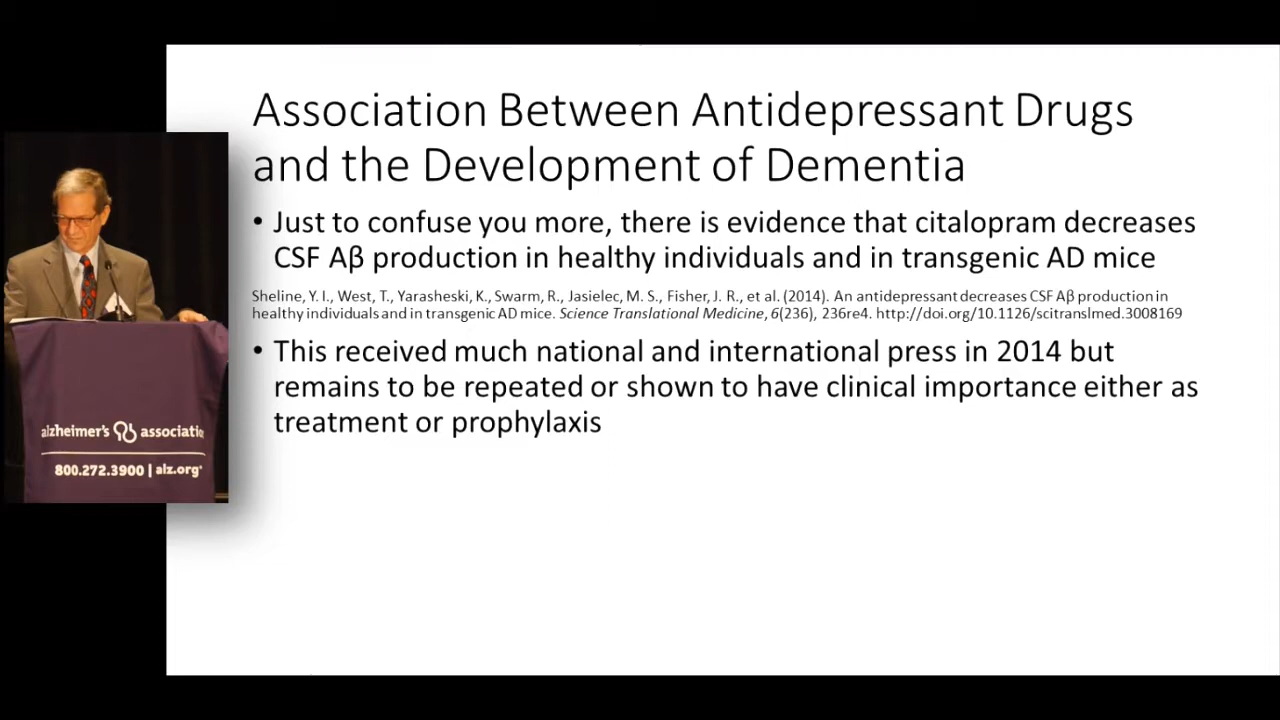 Association Between Antidepressant Drugs
and the Development of Dementia
• Just to confuse you more, there is evidence that citalopram decreases
CSF Aβ production in healthy individuals and in transgenic AD mice
Sheline, Y. I., West, T., Yarasheski, K., Swarm, R., Jasielec, M. S., Fisher, J. R., et al. (2014). An antidepressant decreases CSF Aβ production in
healthy individuals and in transgenic AD mice. Science Translational Medicine, 6(236), 236re4. http://doi.org/10.1126/scitranslmed.3008169
• This received much national and international press in 2014 but
remains to be repeated or shown to have clinical importance either as
treatment or prophylaxis
alzheimer's associatio
800.272.3900 | alz.org®